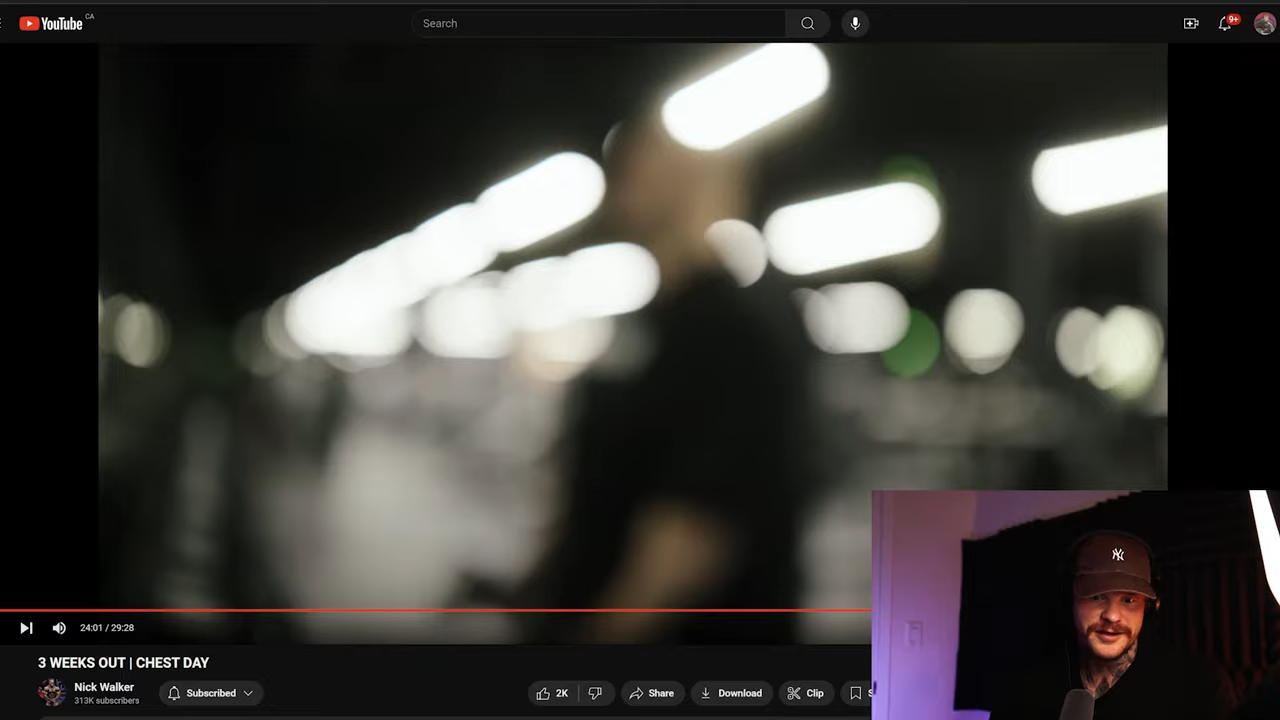 YouTube CA
Search
9+
24:01 / 29:28
3 WEEKS OUT | CHEST DAY
Nick Walker
313K subscribers
Subscribed
2K
Share
Download
Clip
S
NY